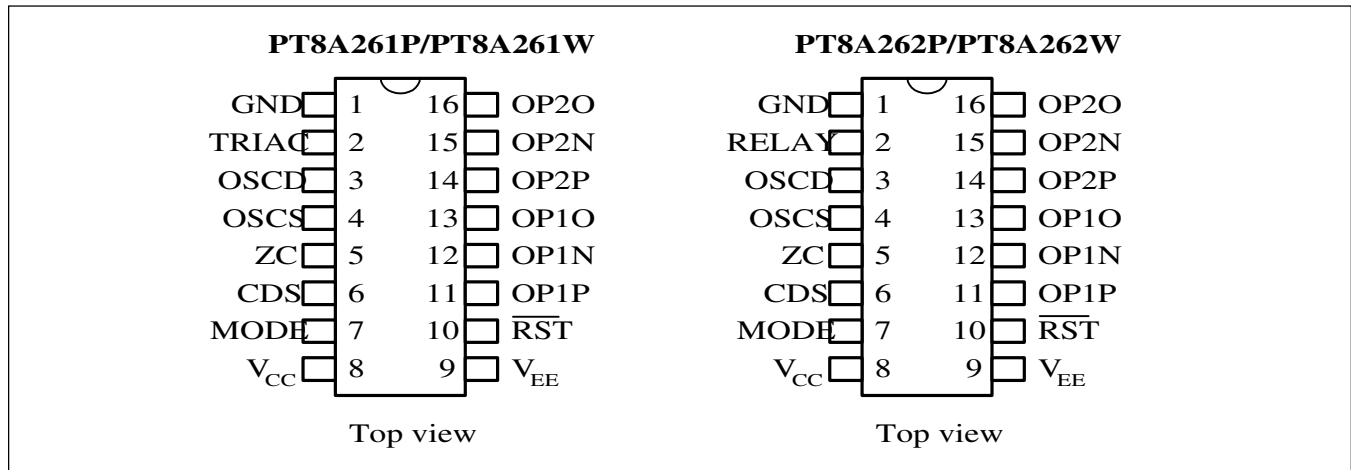 PT8A261P/PT8A261W
GND 1 16 OP2O
TRIAC 2 15 OP2N
OSCD 3 14 OP2P
OSCS 4 13 OP1O
ZC 5 12 OP1N
CDS 6 11 OP1P
MODE 7 10 RST
VCC 8 9 VEE
Top view
PT8A262P/PT8A262W
GND 1 16 OP2O
RELAY 2 15 OP2N
OSCD 3 14 OP2P
OSCS 4 13 OP1O
ZC 5 12 OP1N
CDS 6 11 OP1P
MODE 7 10 RST
VCC 8 9 VEE
Top view